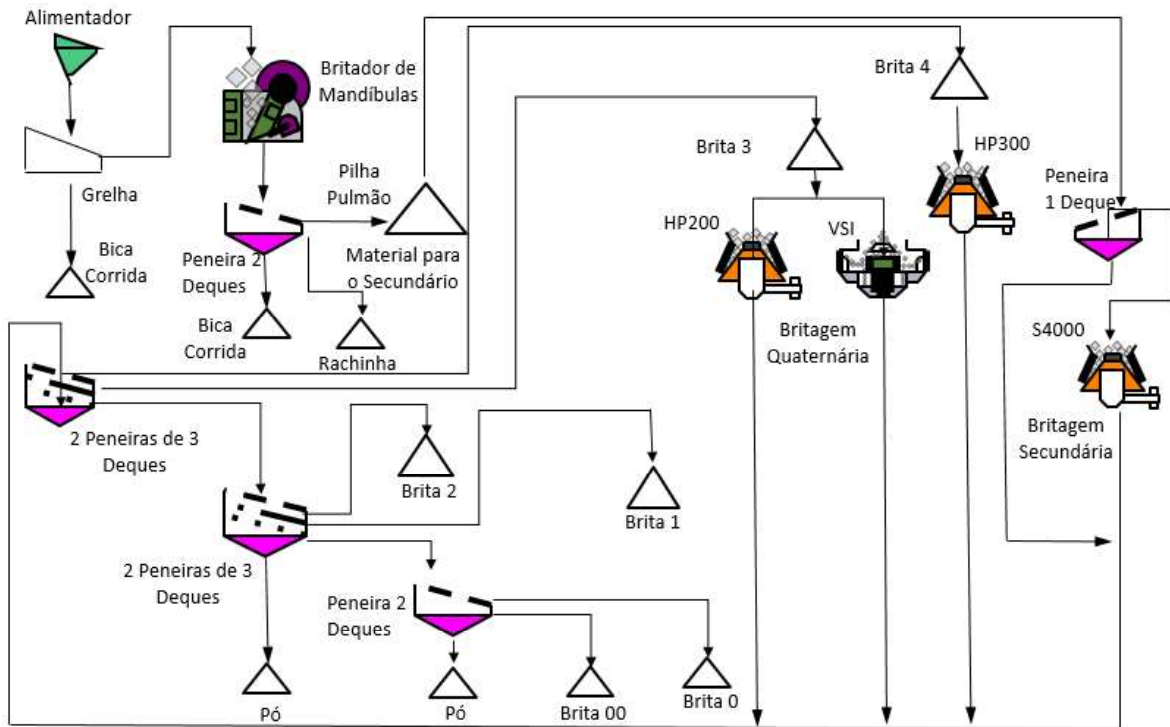 Alimentador
Britador de
Mandíbulas
Grelha
Bica
Corrida
Peneira 2
Deques
Bica
Corrida
Rachinha
Pilha
Pulmão
Material para
o Secundário
Brita 3
Brita 4
HP200
VSI
HP300
Britagem
Quaternária
Peneira
1 Deque
S4000
Britagem
Secundária
2 Peneiras de 3
Deques
Brita 2
Brita 1
2 Peneiras de 3
Deques
Peneira 2
Deques
Pó
Pó
Brita 00
Brita 0